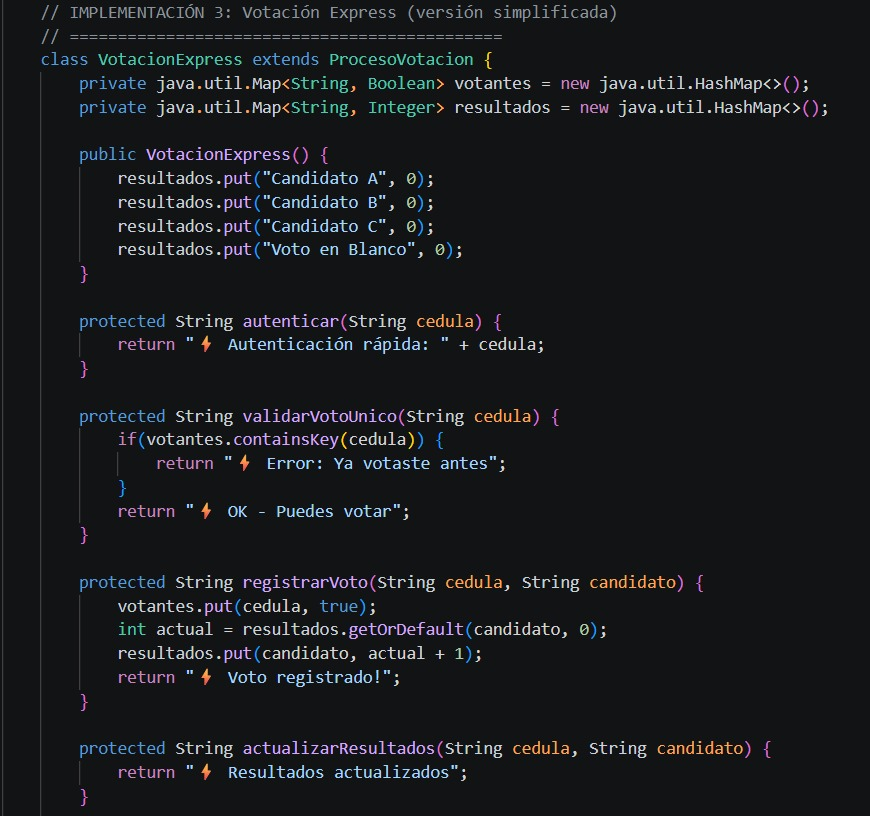 // IMPLEMENTACIÓN 3: Votación Express (versión simplificada)
// =============================================
class VotacionExpress extends ProcesoVotacion {
    private java.util.Map<String, Boolean> votantes = new java.util.HashMap<>();
    private java.util.Map<String, Integer> resultados = new java.util.HashMap<>();

    public VotacionExpress() {
        resultados.put("Candidato A", 0);
        resultados.put("Candidato B", 0);
        resultados.put("Candidato C", 0);
        resultados.put("Voto en Blanco", 0);
    }

    protected String autenticar(String cedula) {
        return "⚡ Autenticación rápida: " + cedula;
    }

    protected String validarVotoUnico(String cedula) {
        if(votantes.containsKey(cedula)) {
            return "⚡ Error: Ya votaste antes";
        }
        return "⚡ OK - Puedes votar";
    }

    protected String registrarVoto(String cedula, String candidato) {
        votantes.put(cedula, true);
        int actual = resultados.getOrDefault(candidato, 0);
        resultados.put(candidato, actual + 1);
        return "⚡ Voto registrado!";
    }

    protected String actualizarResultados(String cedula, String candidato) {
        return "⚡ Resultados actualizados";
    }